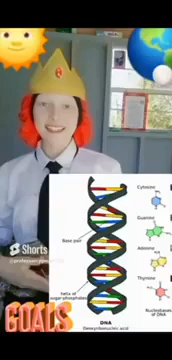 Cytosine
Guanine
Base pair
Adenine
Shorts
Thymine
helix of
sugar-phosphates
GOALS
DNA
Deoxyribonucleic acid
Nucleobases
of DNA